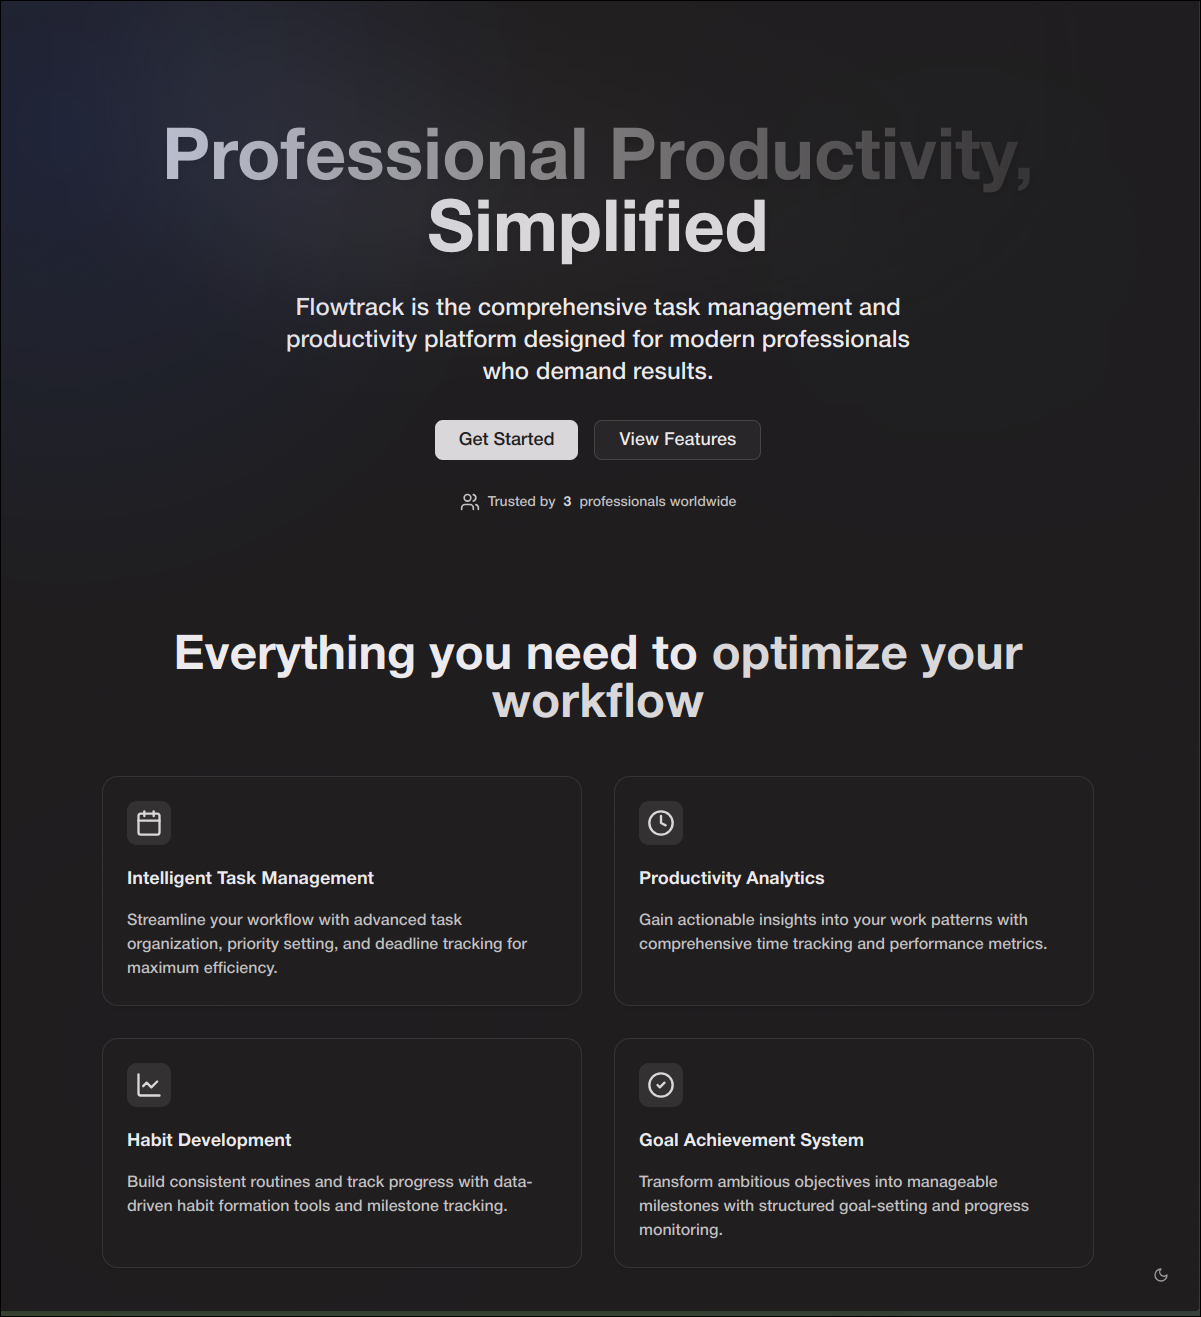 Professional Productivity,
Simplified
Flowtrack is the comprehensive task management and
productivity platform designed for modern professionals
who demand results.
Get Started
View Features
Trusted by 3 professionals worldwide
Everything you need to optimize your
workflow
Intelligent Task Management
Streamline your workflow with advanced task
organization, priority setting, and deadline tracking for
maximum efficiency.
Productivity Analytics
Gain actionable insights into your work patterns with
comprehensive time tracking and performance metrics.
Habit Development
Build consistent routines and track progress with data-
driven habit formation tools and milestone tracking.
Goal Achievement System
Transform ambitious objectives into manageable
milestones with structured goal-setting and progress
monitoring.